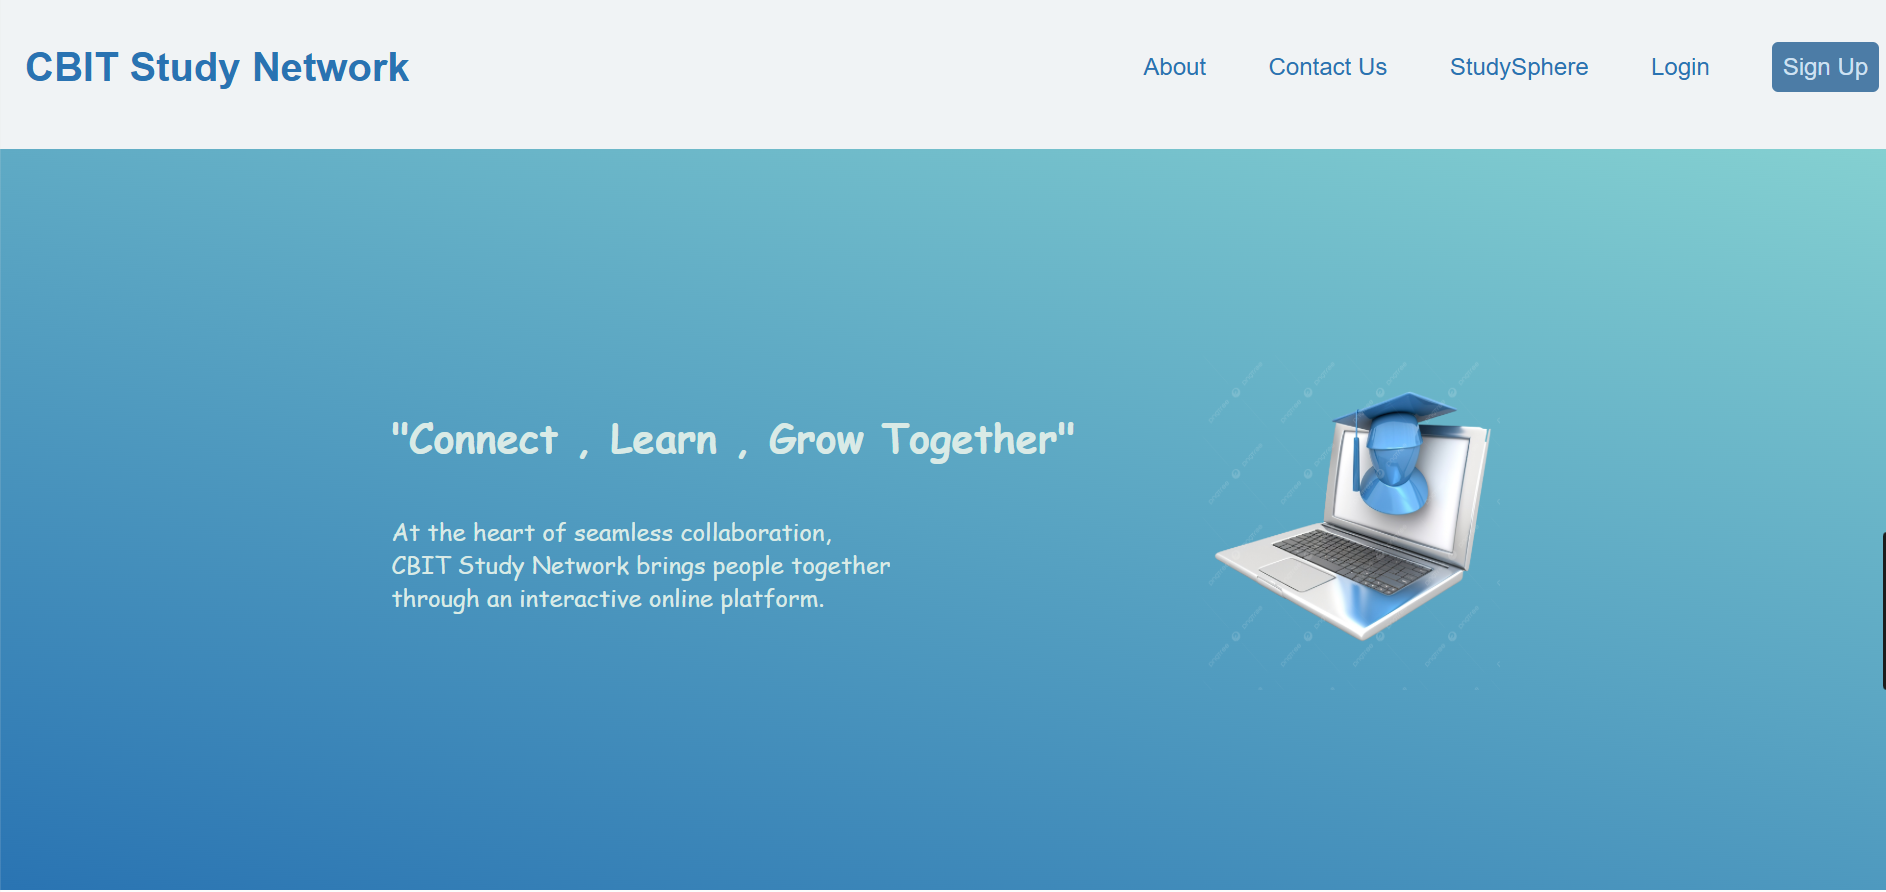 CBIT Study Network
About
Contact Us
StudySphere
Login
Sign Up
"Connect , Learn , Grow Together"
At the heart of seamless collaboration,
CBIT Study Network brings people together
through an interactive online platform.